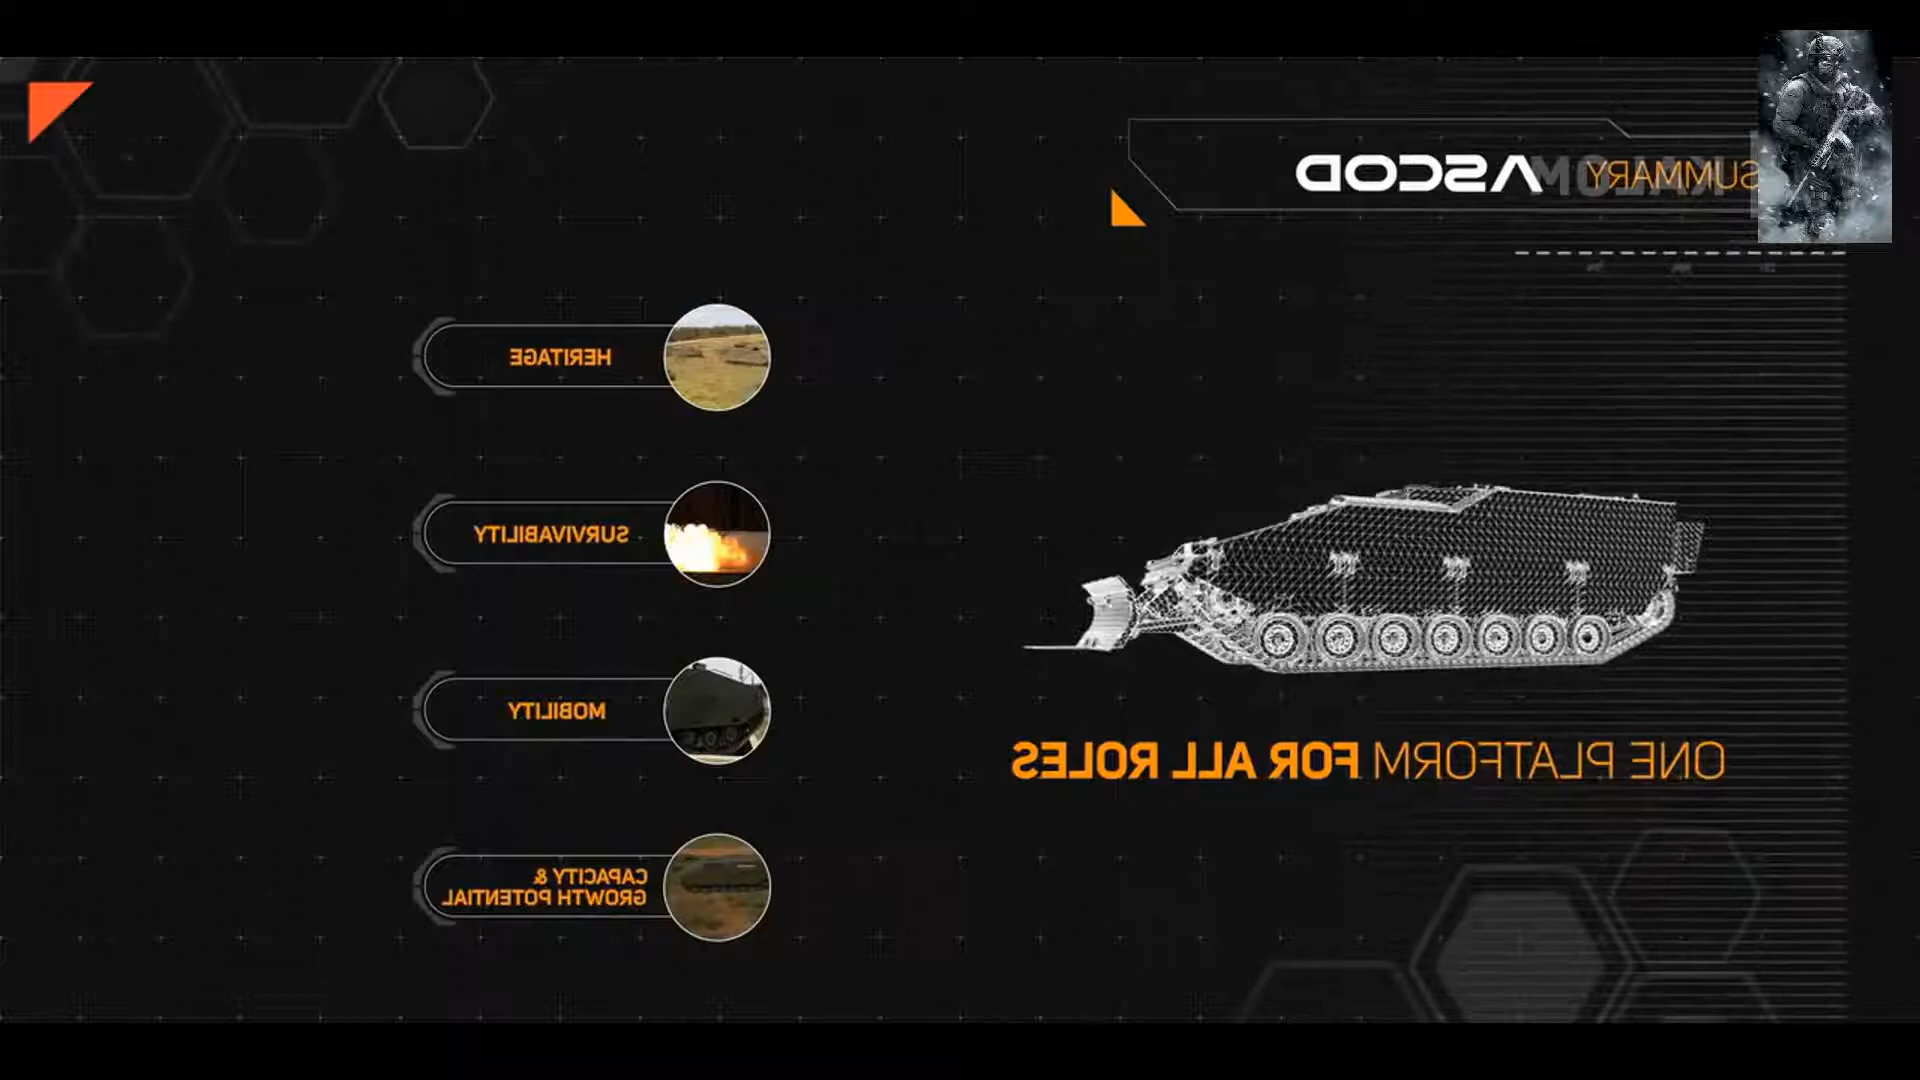 SUMMARY ASCOD
HERITAGE
SURVIVABILITY
MOBILITY
CAPACITY &
GROWTH POTENTIAL
ONE PLATFORM FOR ALL ROLES